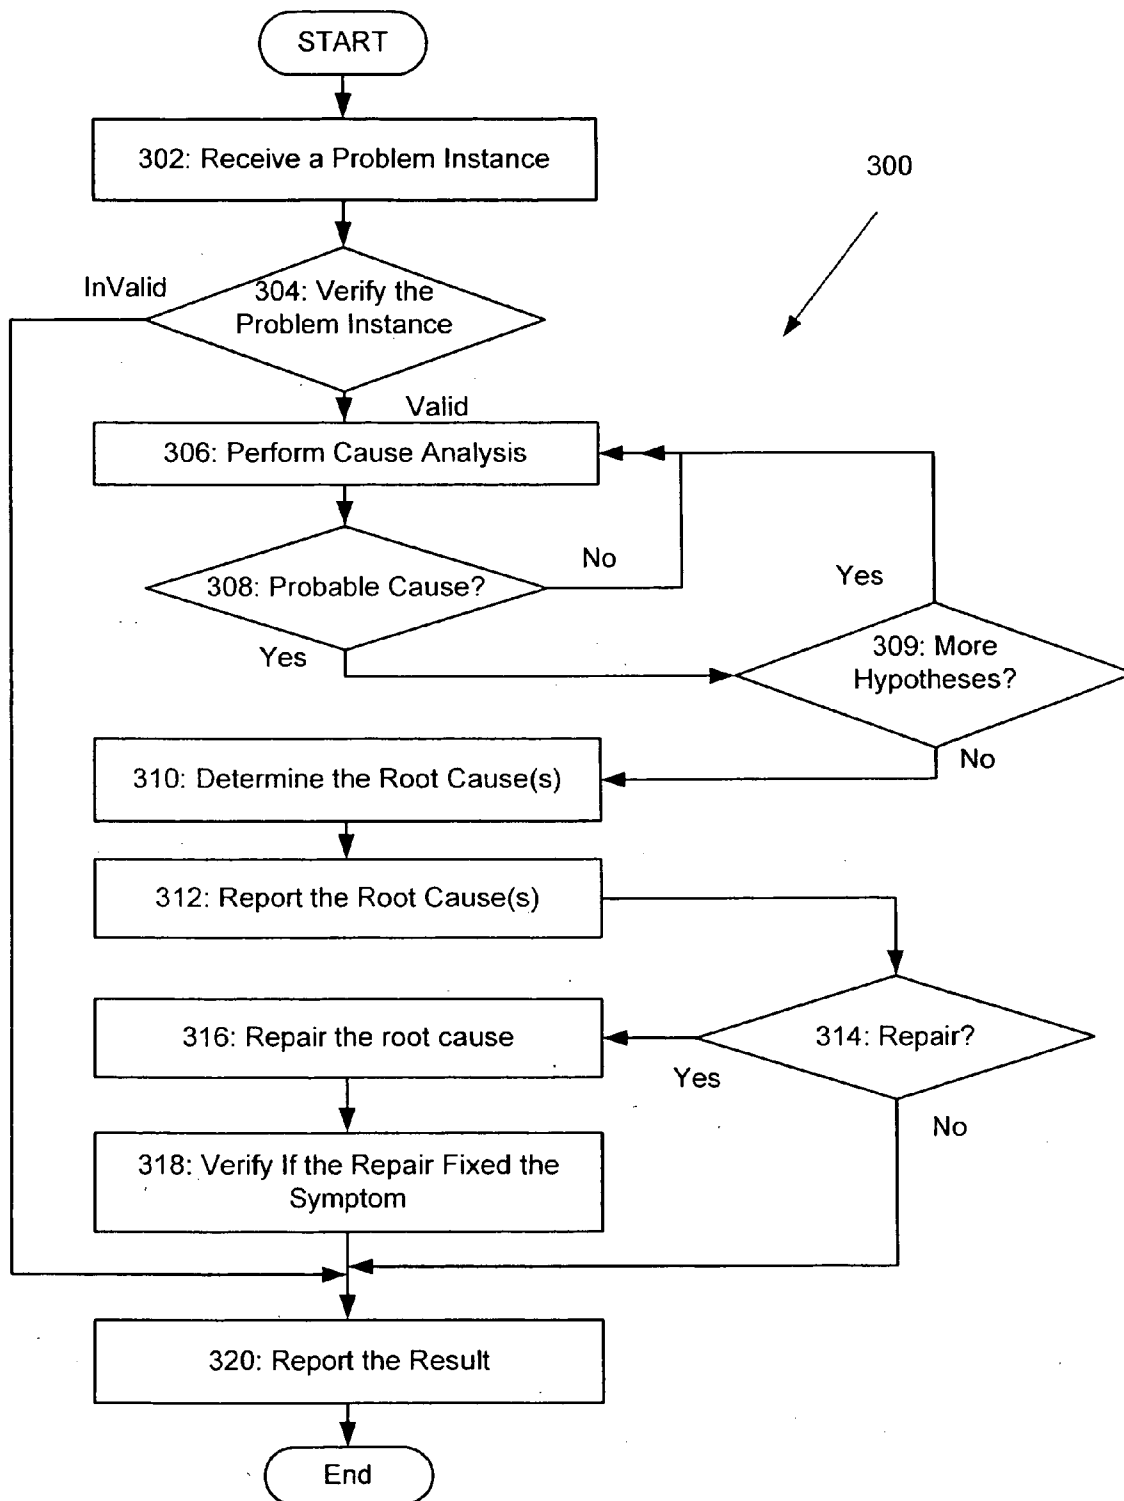 START
302: Receive a Problem Instance
300
InValid
304: Verify the
Problem Instance
Valid
306: Perform Cause Analysis
No
308: Probable Cause?
Yes
Yes
309: More
Hypotheses?
No
310: Determine the Root Cause(s)
312: Report the Root Cause(s)
316: Repair the root cause
314: Repair?
Yes
No
318: Verify If the Repair Fixed the
Symptom
320: Report the Result
End